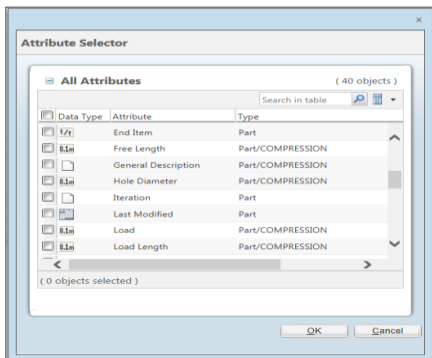 ×
Attribute Selector
All Attributes ( 40 objects )
Search in table
Data Type Attribute Type
t/f End Item Part
0.1m Free Length Part/COMPRESSION
General Description Part/COMPRESSION
0.1m Hole Diameter Part/COMPRESSION
Iteration Part
Last Modified Part
0.1m Load Part/COMPRESSION
0.1m Load Length Part/COMPRESSION
( 0 objects selected )
OK Cancel